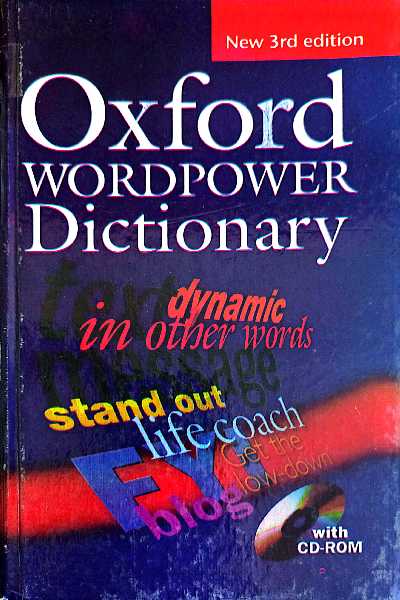 New 3rd edition
Oxford
WORDPOWER
Dictionary
text
dynamic
in other words
message
stand out
life coach
Get the
low-down
blog
with
CD-ROM